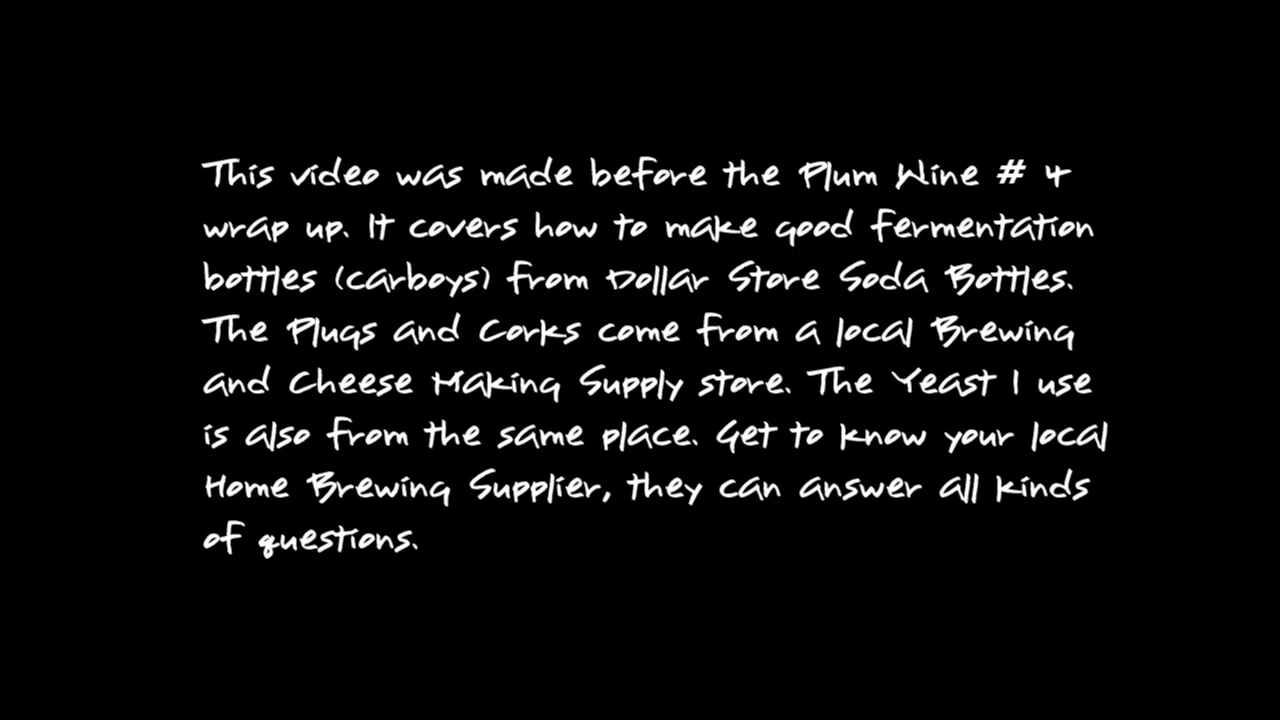 This video was made before the Plum Wine # 4
wrap up. It covers how to make good fermentation
bottles (carboys) from Dollar Store Soda Bottles.
The Plugs and Corks come from a local Brewing
and Cheese Making Supply store. The Yeast I use
is also from the same place. Get to know your local
Home Brewing Supplier, they can answer all kinds
of questions.